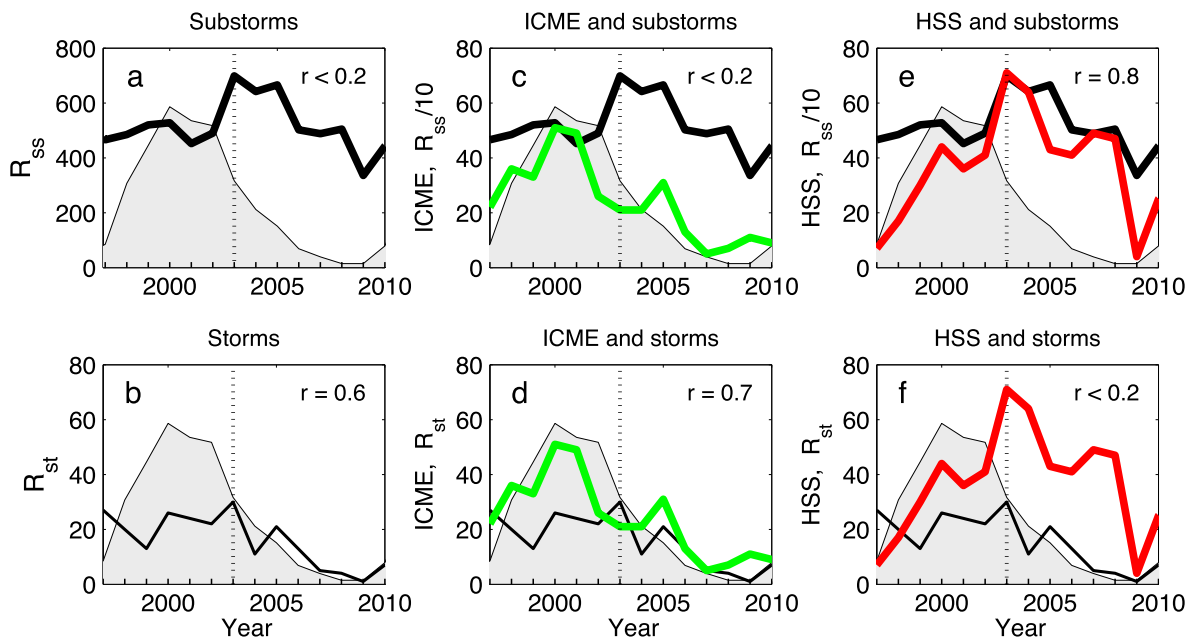 Substorms
ICME and substorms
HSS and substorms
800
600
400
200
0
R_ss
a
r < 0.2
2000
2005
2010
80
60
40
20
0
ICME, R_ss/10
c
r < 0.2
2000
2005
2010
80
60
40
20
0
HSS, R_ss/10
e
r = 0.8
2000
2005
2010
Storms
ICME and storms
HSS and storms
80
60
40
20
0
R_st
b
r = 0.6
2000
2005
2010
Year
80
60
40
20
0
ICME, R_st
d
r = 0.7
2000
2005
2010
Year
80
60
40
20
0
HSS, R_st
f
r < 0.2
2000
2005
2010
Year